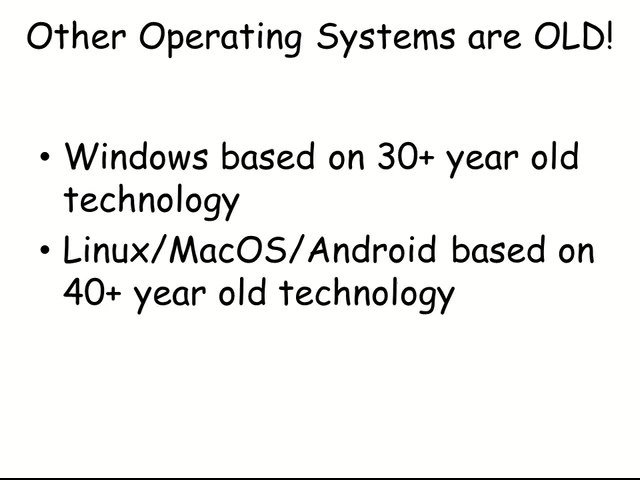 Other Operating Systems are OLD!
• Windows based on 30+ year old
technology
• Linux/MacOS/Android based on
40+ year old technology